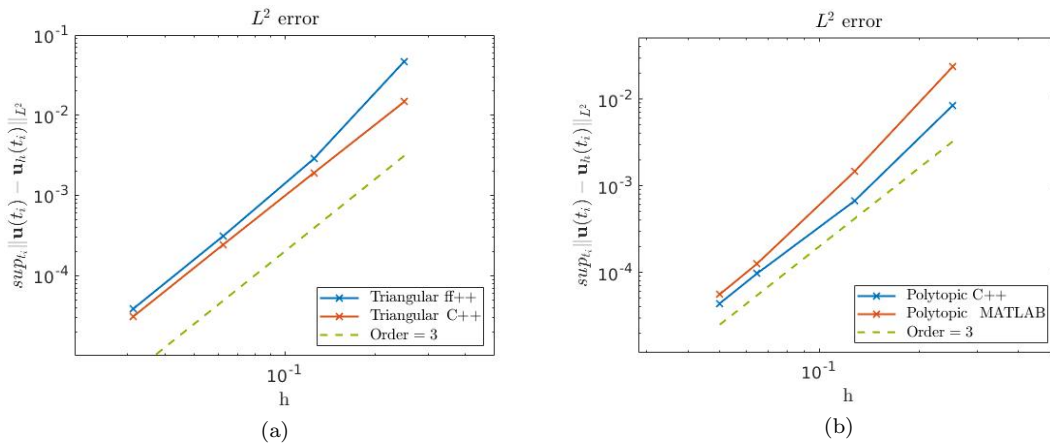 L² error
10⁻¹
10⁻²
10⁻³
10⁻⁴
sup_{t_i}||u(t_i) − u_h(t_i)||_{L²}
Triangular ff++
Triangular C++
Order = 3
10⁻¹
h
(a)
L² error
10⁻²
10⁻³
10⁻⁴
sup_{t_i}||u(t_i) − u_h(t_i)||_{L²}
Polytopic C++
Polytopic MATLAB
Order = 3
10⁻¹
h
(b)